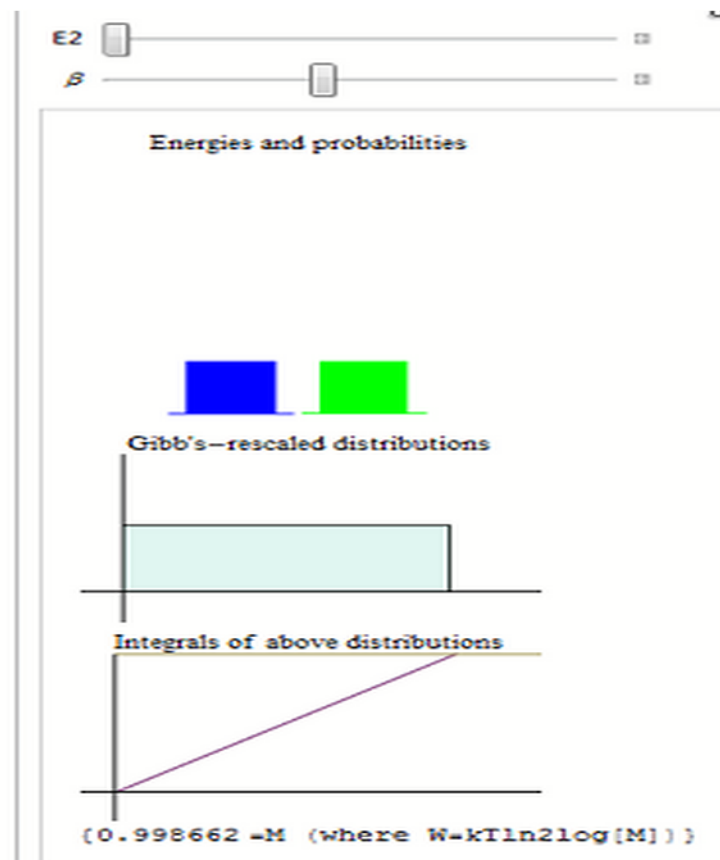 E2
β
Energies and probabilities
Gibb's-rescaled distributions
Integrals of above distributions
{0.998662 =M (where W=kTln2log[M])}